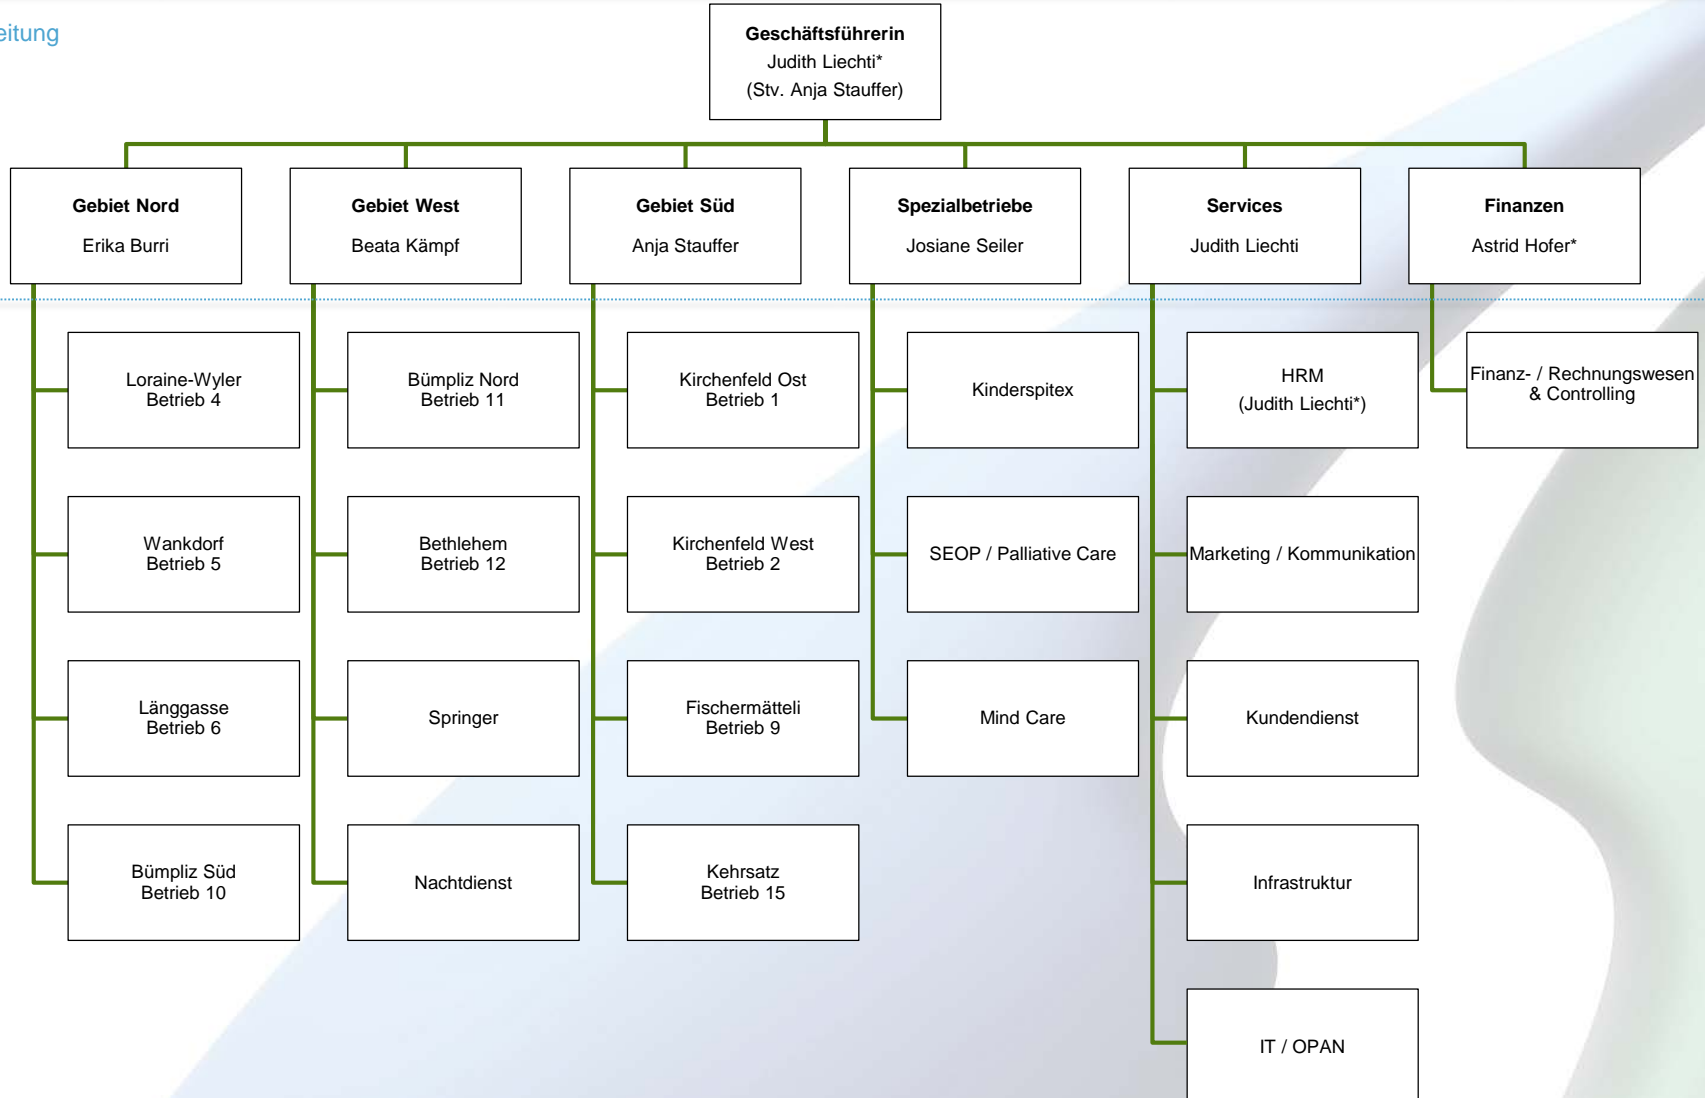 eitung
Geschäftsführerin
Judith Liechti*
(Stv. Anja Stauffer)
Gebiet Nord
Erika Burri
Gebiet West
Beata Kämpf
Gebiet Süd
Anja Stauffer
Spezialbetriebe
Josiane Seiler
Services
Judith Liechti
Finanzen
Astrid Hofer*
Loraine-Wyler
Betrieb 4
Wankdorf
Betrieb 5
Länggasse
Betrieb 6
Bümpliz Süd
Betrieb 10
Bümpliz Nord
Betrieb 11
Bethlehem
Betrieb 12
Springer
Nachtdienst
Kirchenfeld Ost
Betrieb 1
Kirchenfeld West
Betrieb 2
Fischermätteli
Betrieb 9
Kehrsatz
Betrieb 15
Kinderspitex
SEOP / Palliative Care
Mind Care
HRM
(Judith Liechti*)
Marketing / Kommunikation
Kundendienst
Infrastruktur
IT / OPAN
Finanz- / Rechnungswesen
& Controlling